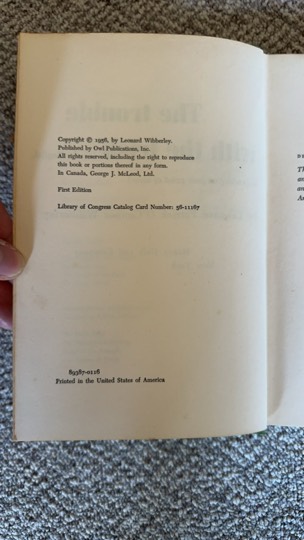 Copyright © 1956, by Leonard Wibberley.
Published by Owl Publications, Inc.
All rights reserved, including the right to reproduce
this book or portions thereof in any form.
In Canada, George J. McLeod, Ltd.
First Edition
Library of Congress Catalog Card Number: 56-11167
89387-0116
Printed in the United States of America